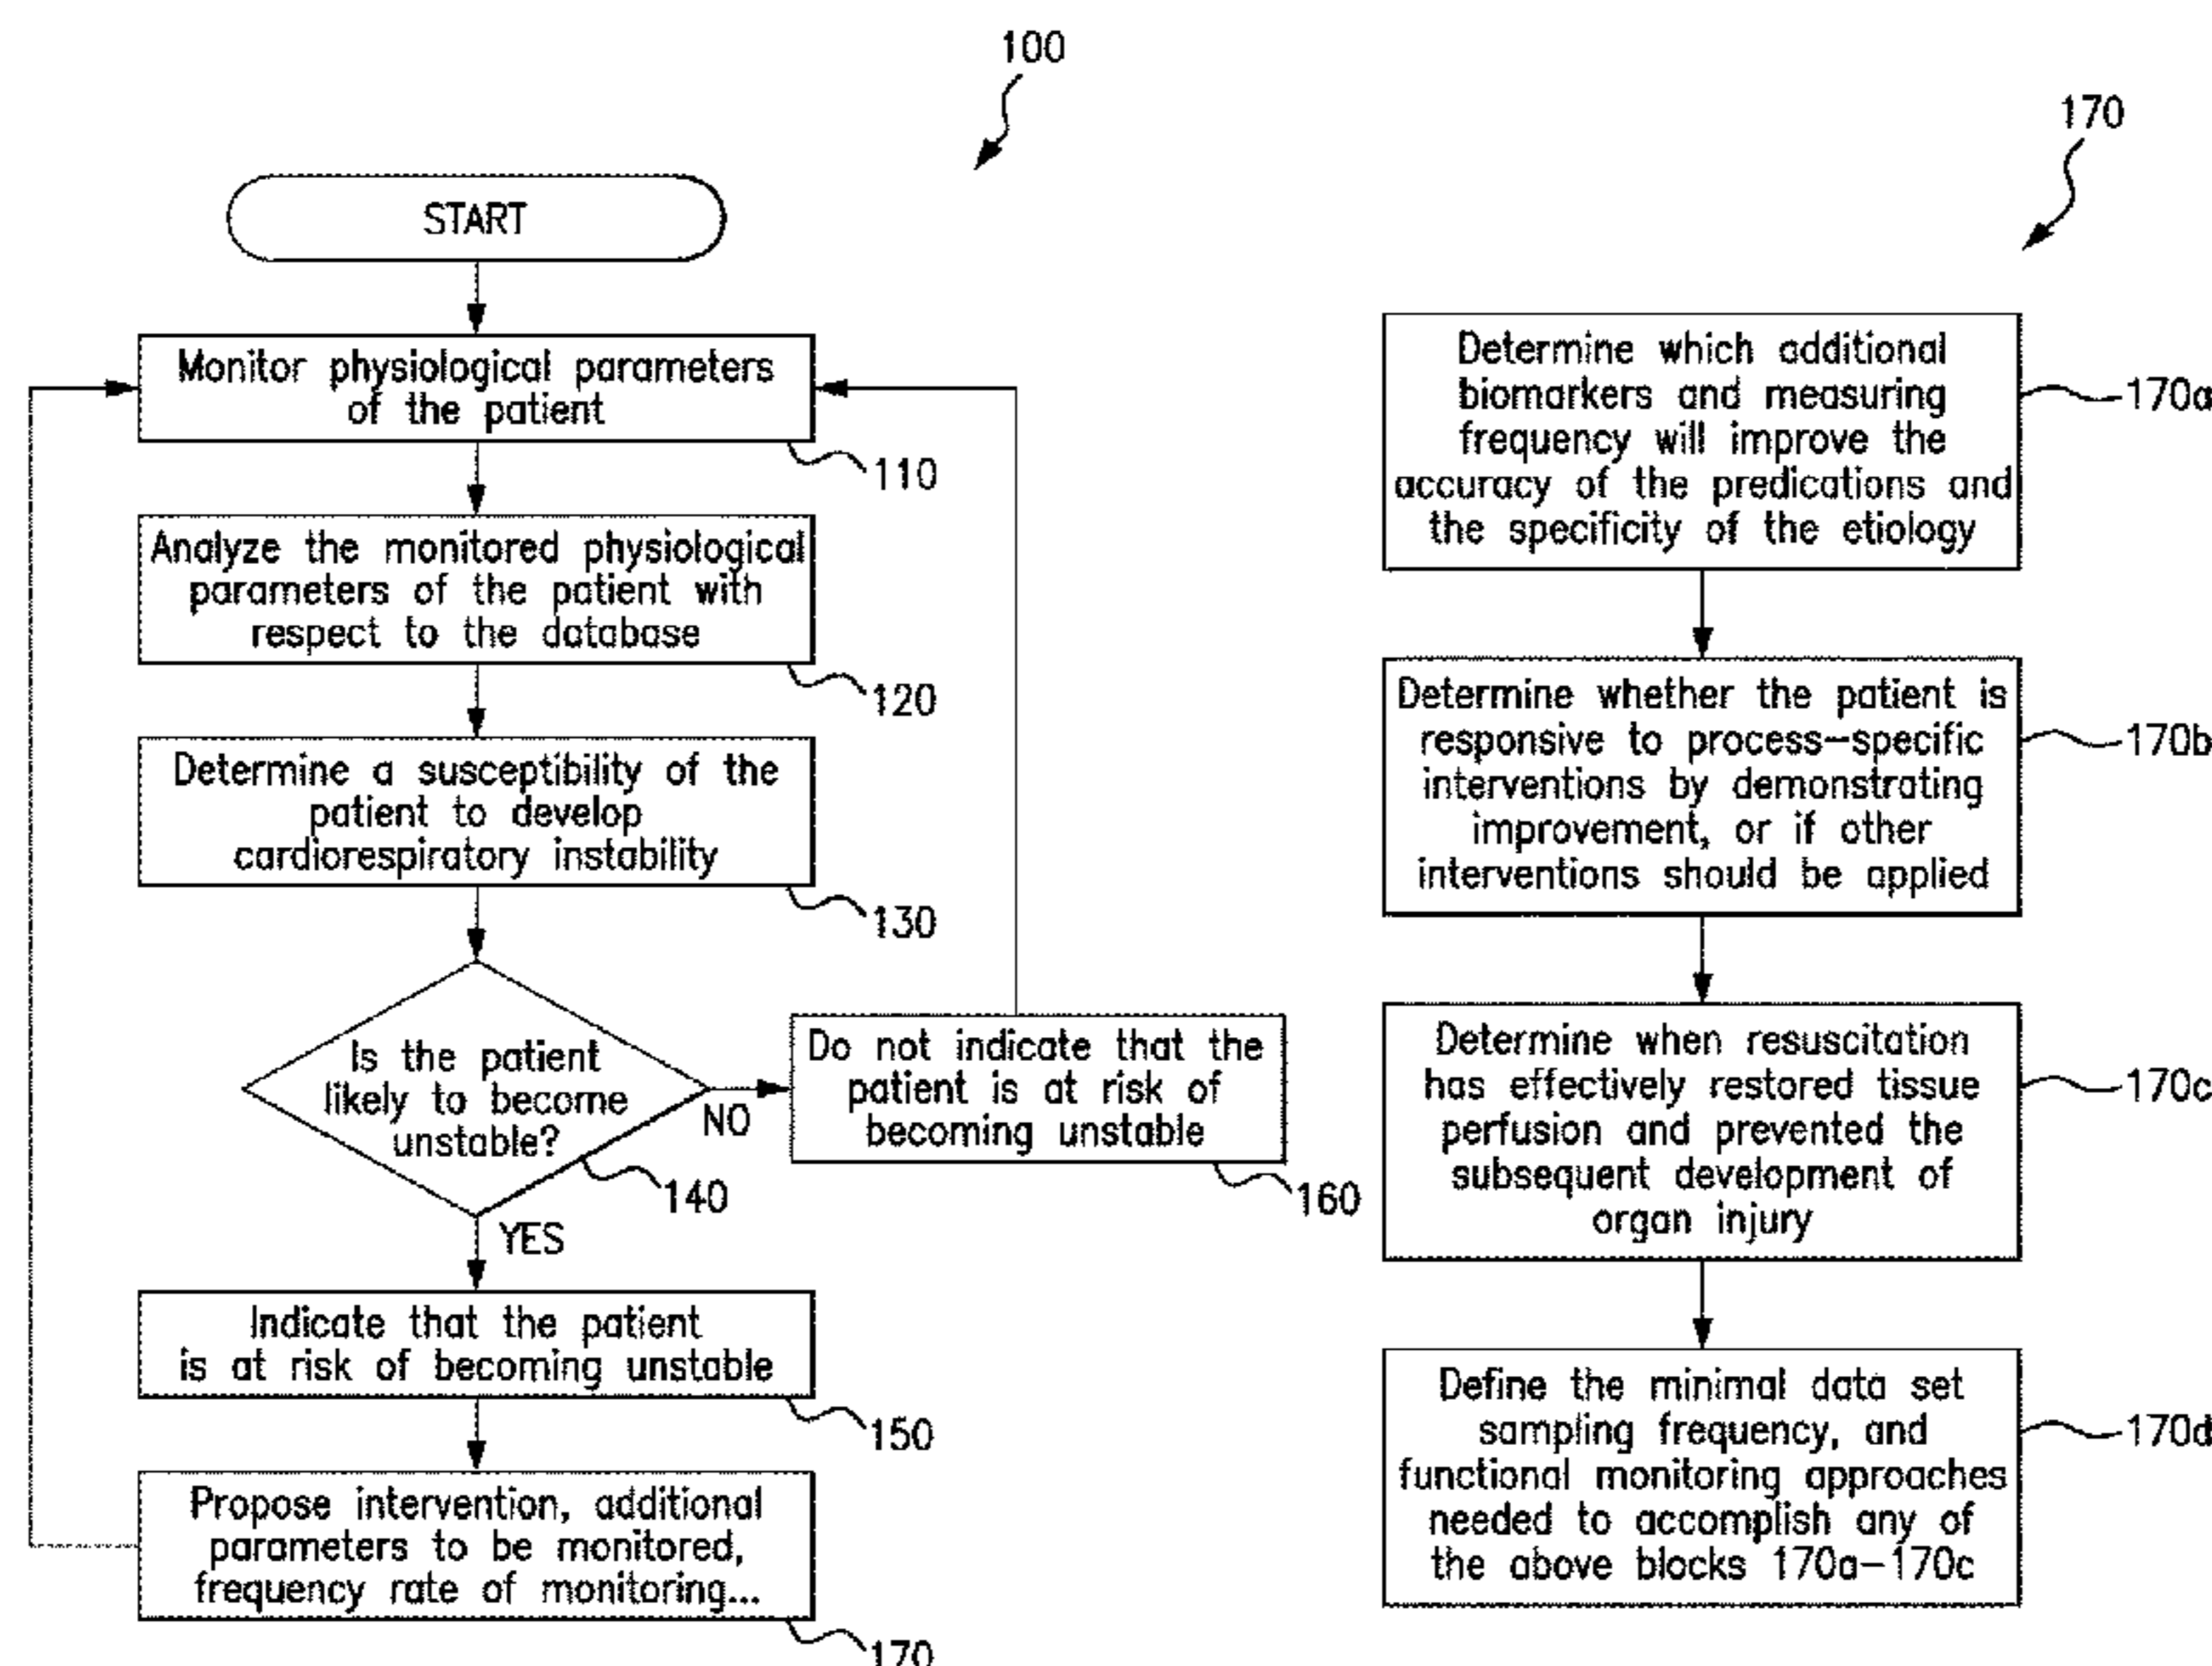 100
START
Monitor physiological parameters
of the patient
110
Analyze the monitored physiological
parameters of the patient with
respect to the database
120
Determine a susceptibility of the
patient to develop
cardiorespiratory instability
130
Is the patient
likely to become
unstable?
140
NO
Do not indicate that the
patient is at risk of
becoming unstable
160
YES
Indicate that the patient
is at risk of becoming unstable
150
Propose intervention, additional
parameters to be monitored,
frequency rate of monitoring...
170
170
Determine which additional
biomarkers and measuring
frequency will improve the
accuracy of the predications and
the specificity of the etiology
170a
Determine whether the patient is
responsive to process-specific
interventions by demonstrating
improvement, or if other
interventions should be applied
170b
Determine when resuscitation
has effectively restored tissue
perfusion and prevented the
subsequent development of
organ injury
170c
Define the minimal data set
sampling frequency, and
functional monitoring approaches
needed to accomplish any of
the above blocks 170a-170c
170d